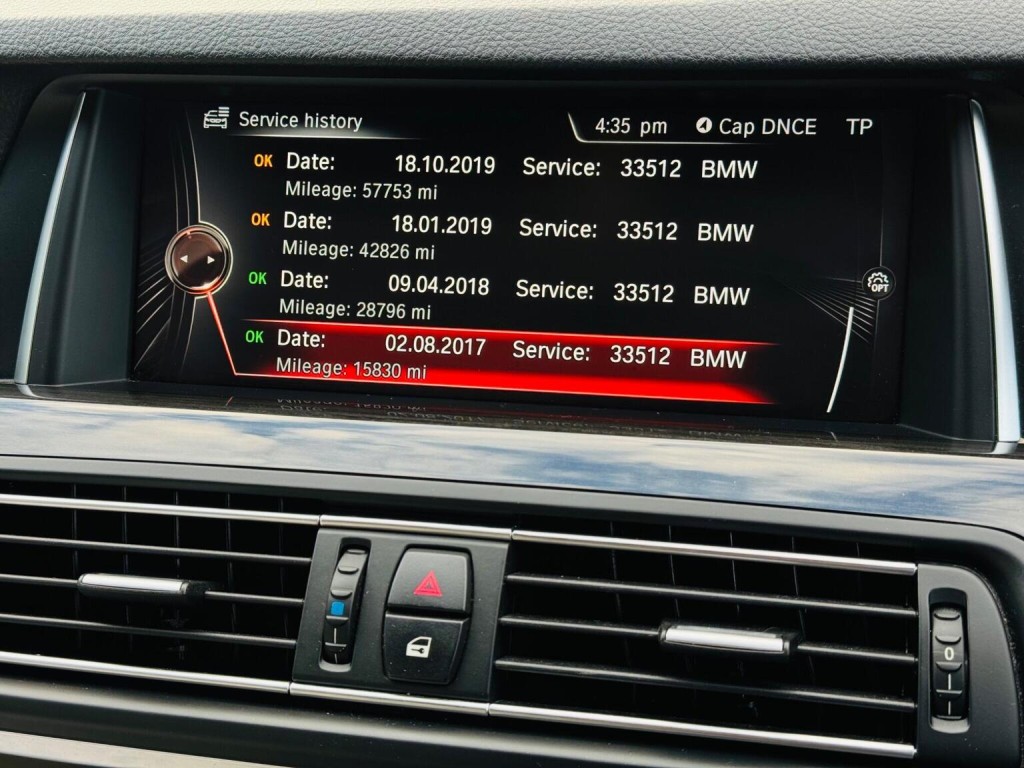 Service history 4:35 pm Cap DNCE TP
OK Date: 18.10.2019 Service: 33512 BMW
Mileage: 57753 mi
OK Date: 18.01.2019 Service: 33512 BMW
Mileage: 42826 mi
OK Date: 09.04.2018 Service: 33512 BMW
Mileage: 28796 mi
OPT
OK Date: 02.08.2017 Service: 33512 BMW
Mileage: 15830 mi
0